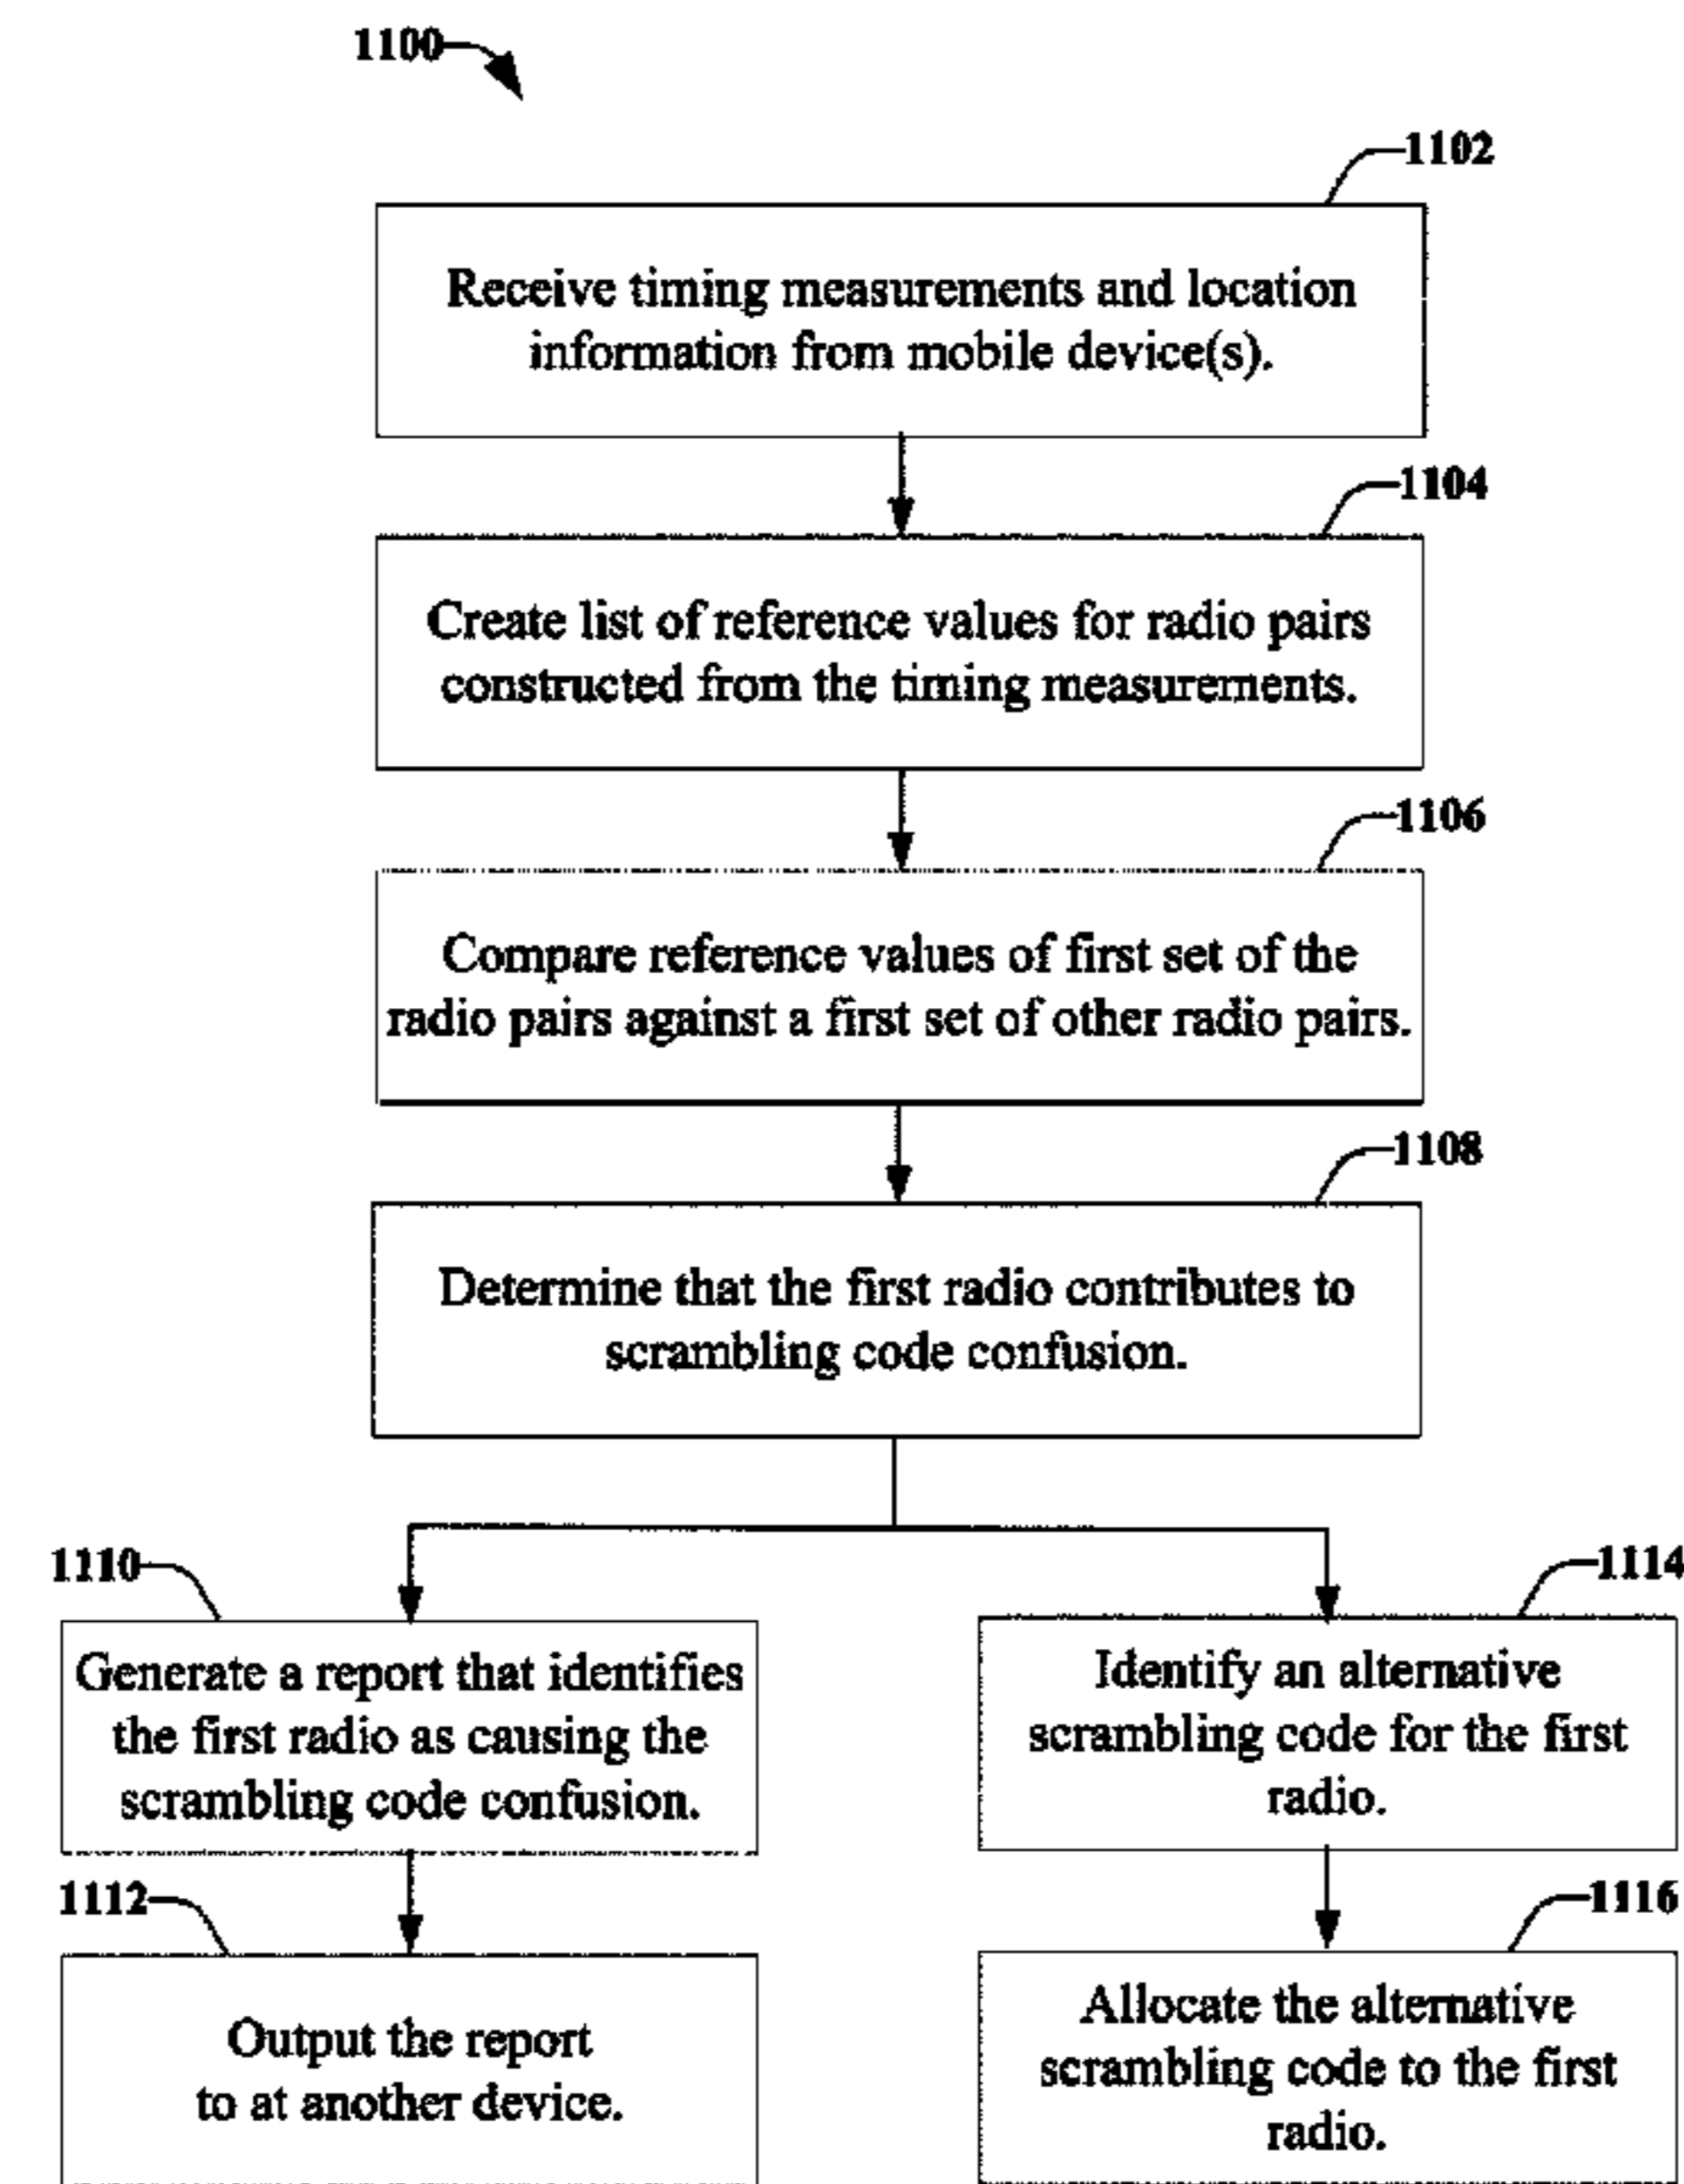 1100
1102
Receive timing measurements and location
information from mobile device(s).
1104
Create list of reference values for radio pairs
constructed from the timing measurements.
1106
Compare reference values of first set of the
radio pairs against a first set of other radio pairs.
1108
Determine that the first radio contributes to
scrambling code confusion.
1110
Generate a report that identifies
the first radio as causing the
scrambling code confusion.
1112
Output the report
to at another device.
1114
Identify an alternative
scrambling code for the first
radio.
1116
Allocate the alternative
scrambling code to the first
radio.